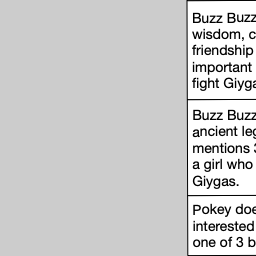 Buzz Buzz
wisdom, c
friendship
important
fight Giyga
Buzz Buzz
ancient leg
mentions 3
a girl who
Giygas.
Pokey doe
interested
one of 3 b